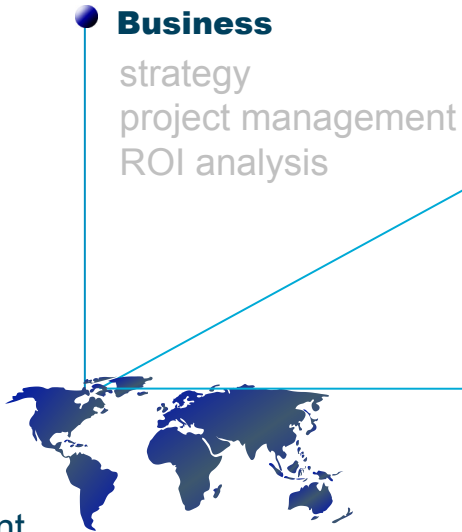 Business
strategy
project management
ROI analysis